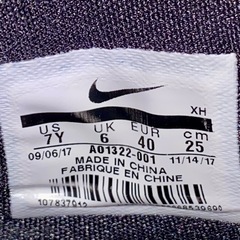 XH
US UK EUR cm
7Y 6 40 25
09/06/17 AO1322-001 11/14/17
MADE IN CHINA
FABRIQUE EN CHINE